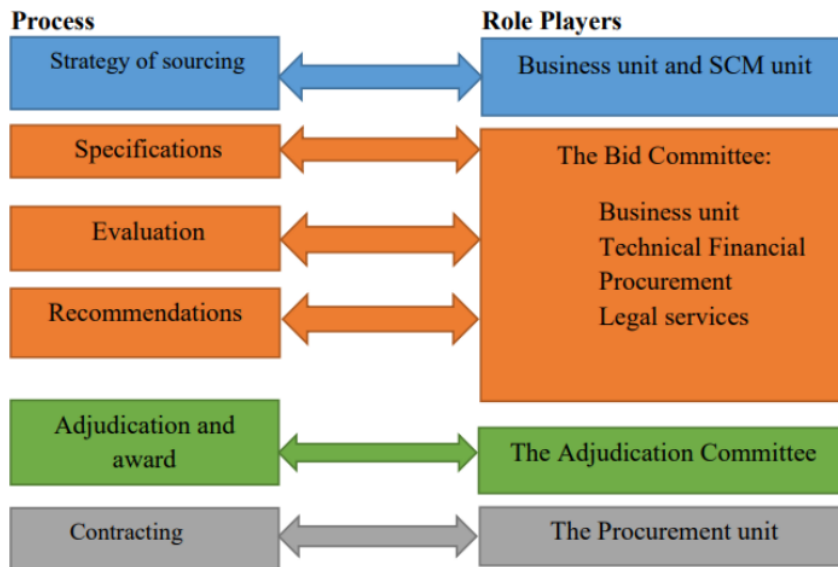 Process
Role Players
Strategy of sourcing
Business unit and SCM unit
Specifications
The Bid Committee:
Business unit
Technical Financial
Procurement
Legal services
Evaluation
Recommendations
Adjudication and
award
The Adjudication Committee
Contracting
The Procurement unit